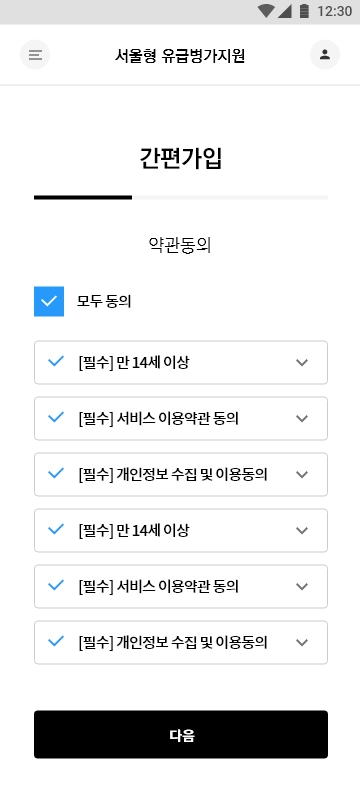 12:30
서울형 유급병가지원
간편가입
약관동의
모두 동의
[필수] 만 14세 이상
[필수] 서비스 이용약관 동의
[필수] 개인정보 수집 및 이용동의
[필수] 만 14세 이상
[필수] 서비스 이용약관 동의
[필수] 개인정보 수집 및 이용동의
다음